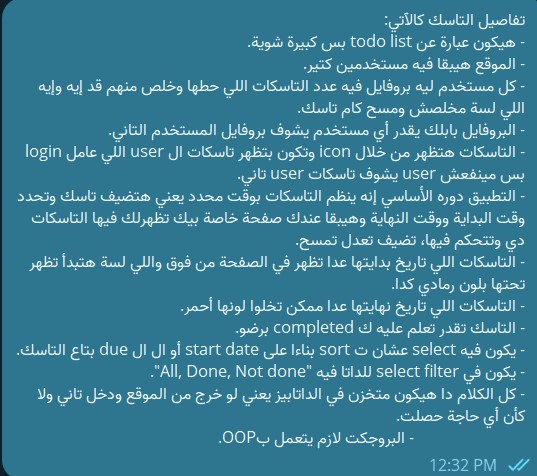 تفاصيل التاسك كالآتي:
- هيكون عبارة عن todo list بس كبيرة شوية.
- الموقع هيبقا فيه مستخدمين كتير.
- كل مستخدم ليه بروفايل فيه عدد التاسكات اللي حطها وخلص منهم قد إيه وإيه
اللي لسة مخلصش ومسح كام تاسك.
- البروفايل بابلك يقدر أي مستخدم يشوف بروفايل المستخدم التاني.
- التاسكات هتظهر من خلال icon وتكون بتظهر تاسكات ال user اللي عامل login
بس مينفعش user يشوف تاسكات user تاني.
- التطبيق دوره الأساسي إنه ينظم التاسكات بوقت محدد يعني هتضيف تاسك وتحدد
وقت البداية ووقت النهاية وهيبقا عندك صفحة خاصة بيك تظهرلك فيها التاسكات
دي وتتحكم فيها، تضيف تعدل تمسح.
- التاسكات اللي تاريخ بدايتها عدا تظهر في الصفحة من فوق واللي لسة هتبدأ تظهر
تحتها بلون رمادي كدا.
- التاسكات اللي تاريخ نهايتها عدا ممكن تخلوا لونها أحمر.
- التاسك تقدر تعلم عليه ك completed برضو.
- يكون فيه select عشان ت sort بناءا على start date أو ال ال due بتاع التاسك.
- يكون في select filter للداتا فيه "All, Done, Not done".
- كل الكلام دا هيكون متخزن في الداتابيز يعني لو خرج من الموقع ودخل تاني ولا
كأن أي حاجة حصلت.
- البروجكت لازم يتعمل بOOP.
12:32 PM